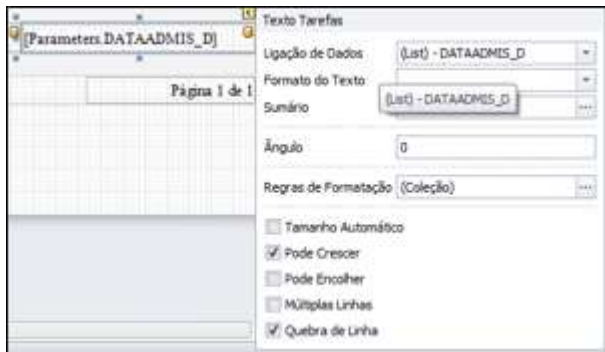 [Parameters.DATAADMIS_D]
Página 1 de 1
Texto Tarefas
Ligação de Dados (List) - DATAADMIS_D
Formato do Texto
(List) - DATAADMIS_D
Sumário
Ângulo 0
Regras de Formatação (Coleção)
Tamanho Automático
Pode Crescer
Pode Encolher
Múltiplas Linhas
Quebra de Linha